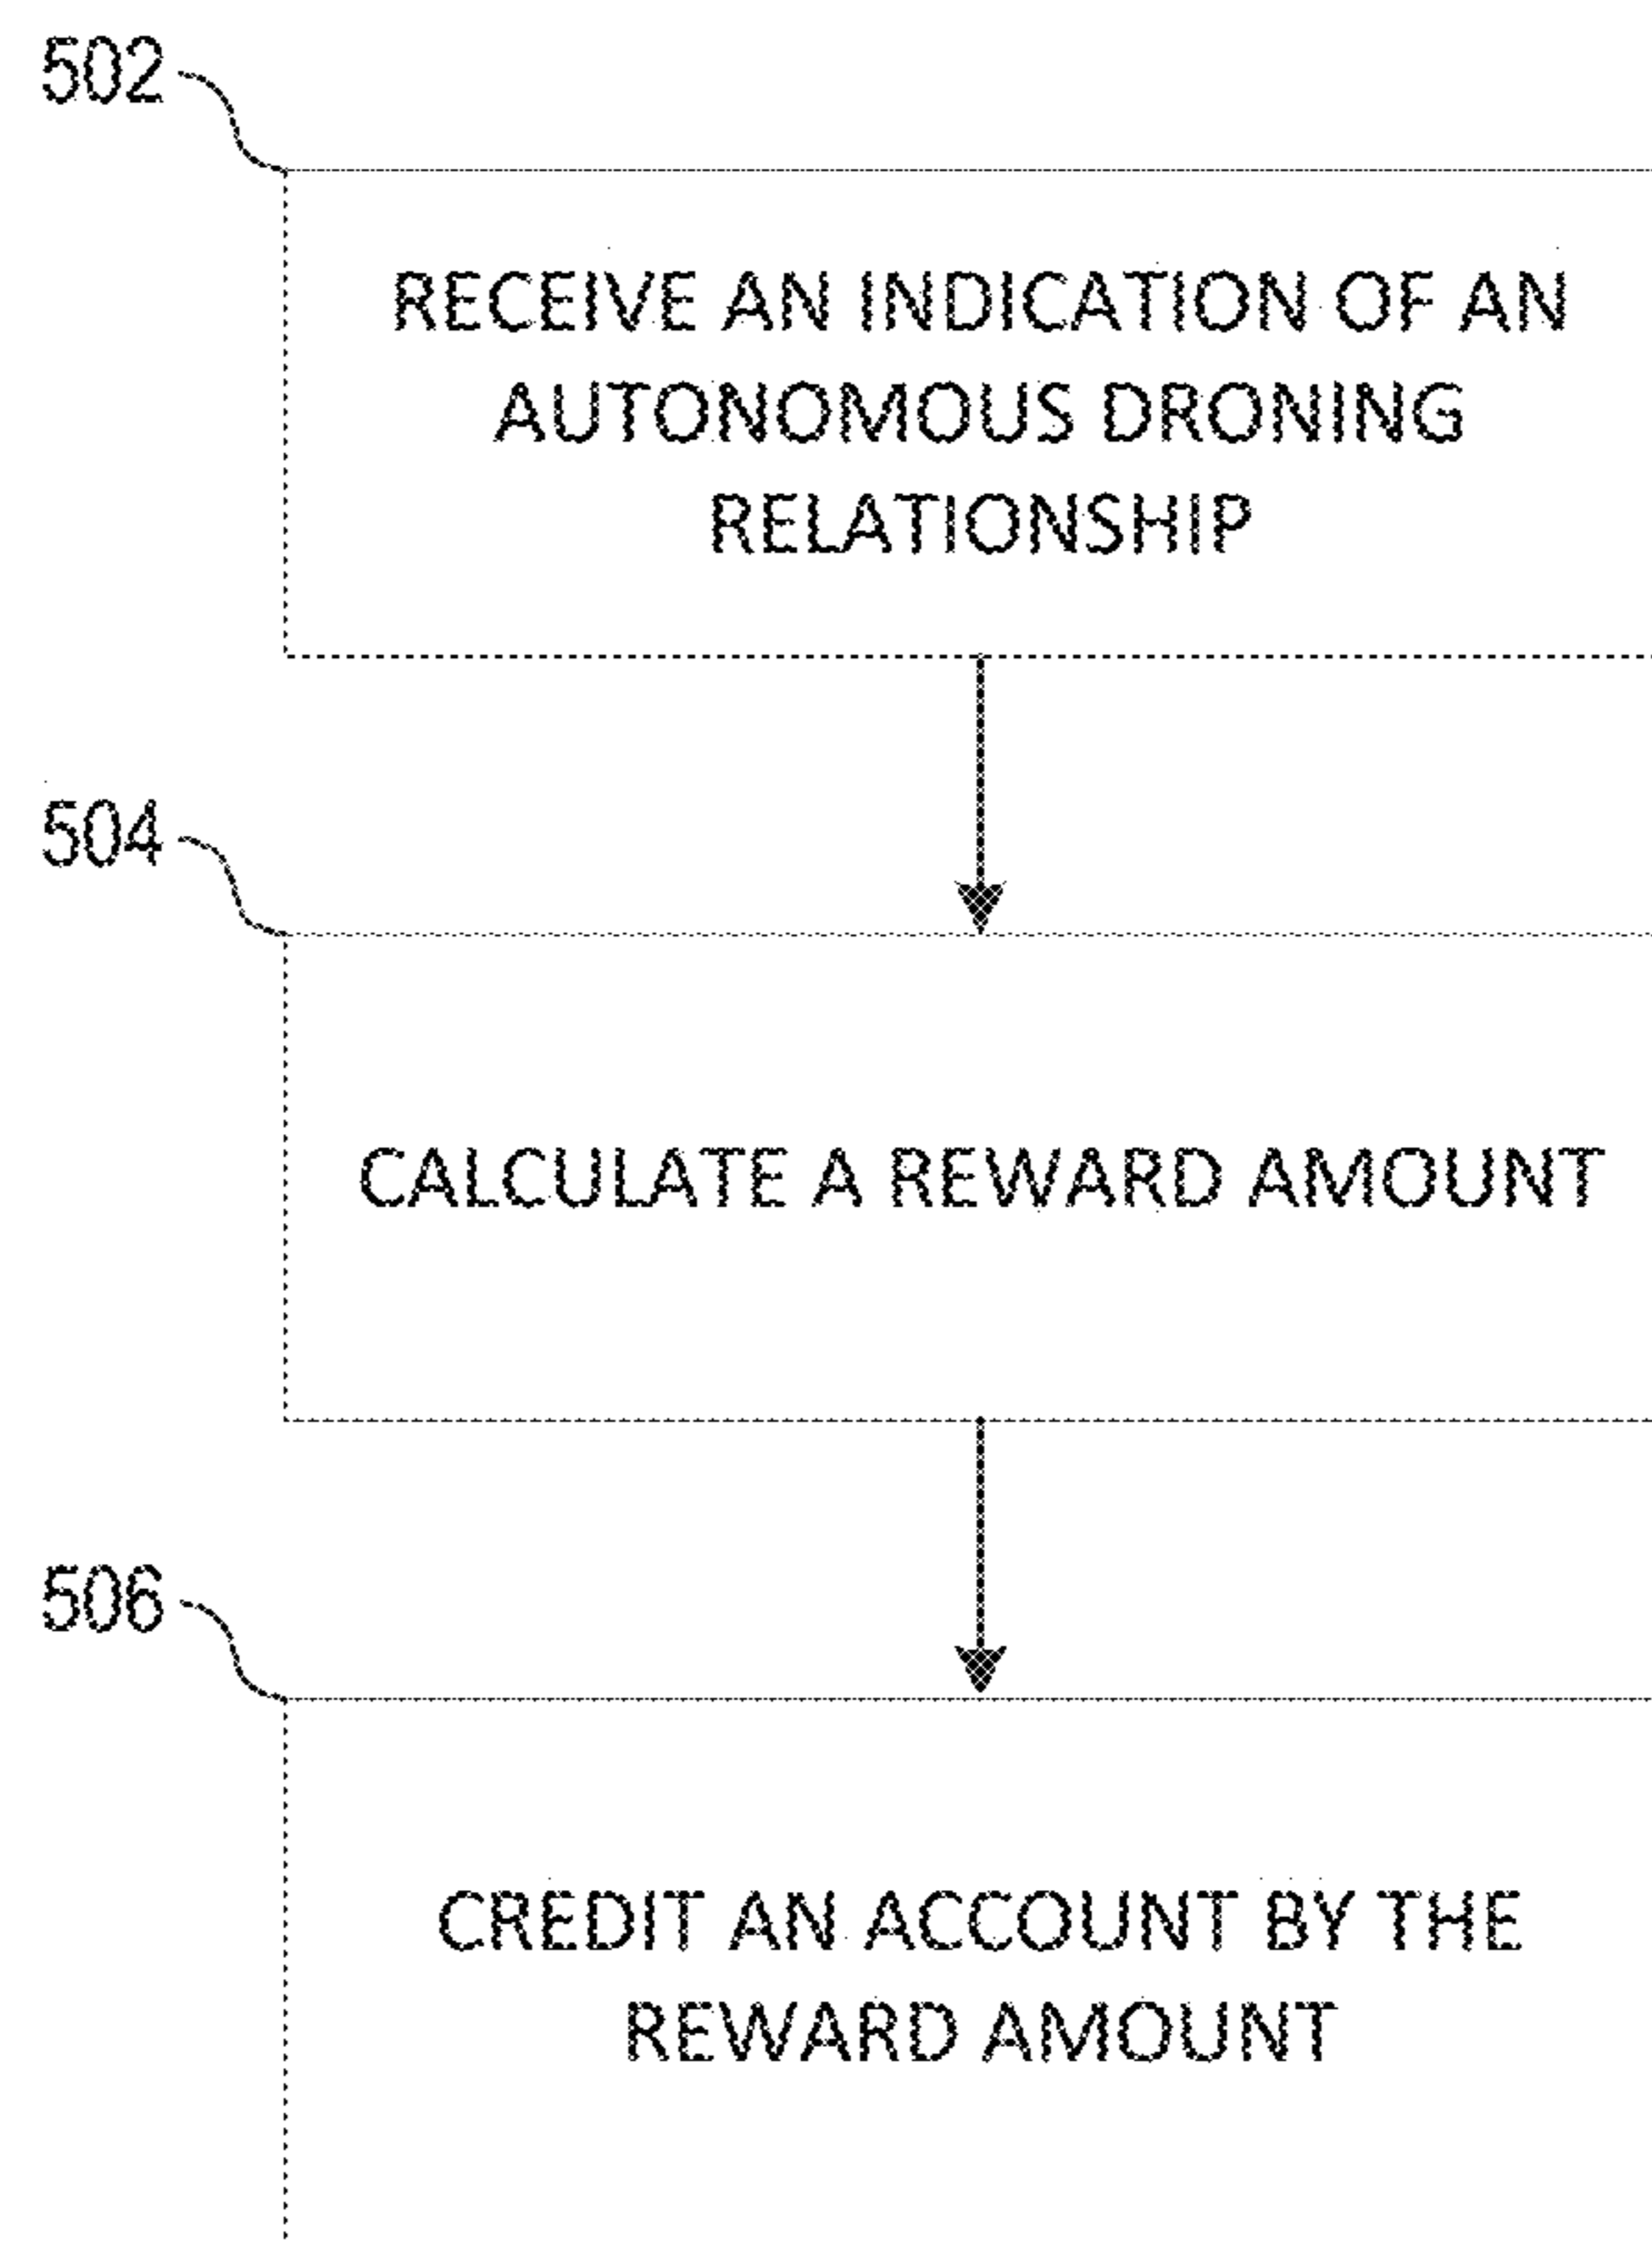 502
RECEIVE AN INDICATION OF AN
AUTONOMOUS DRONING
RELATIONSHIP
504
CALCULATE A REWARD AMOUNT
506
CREDIT AN ACCOUNT BY THE
REWARD AMOUNT